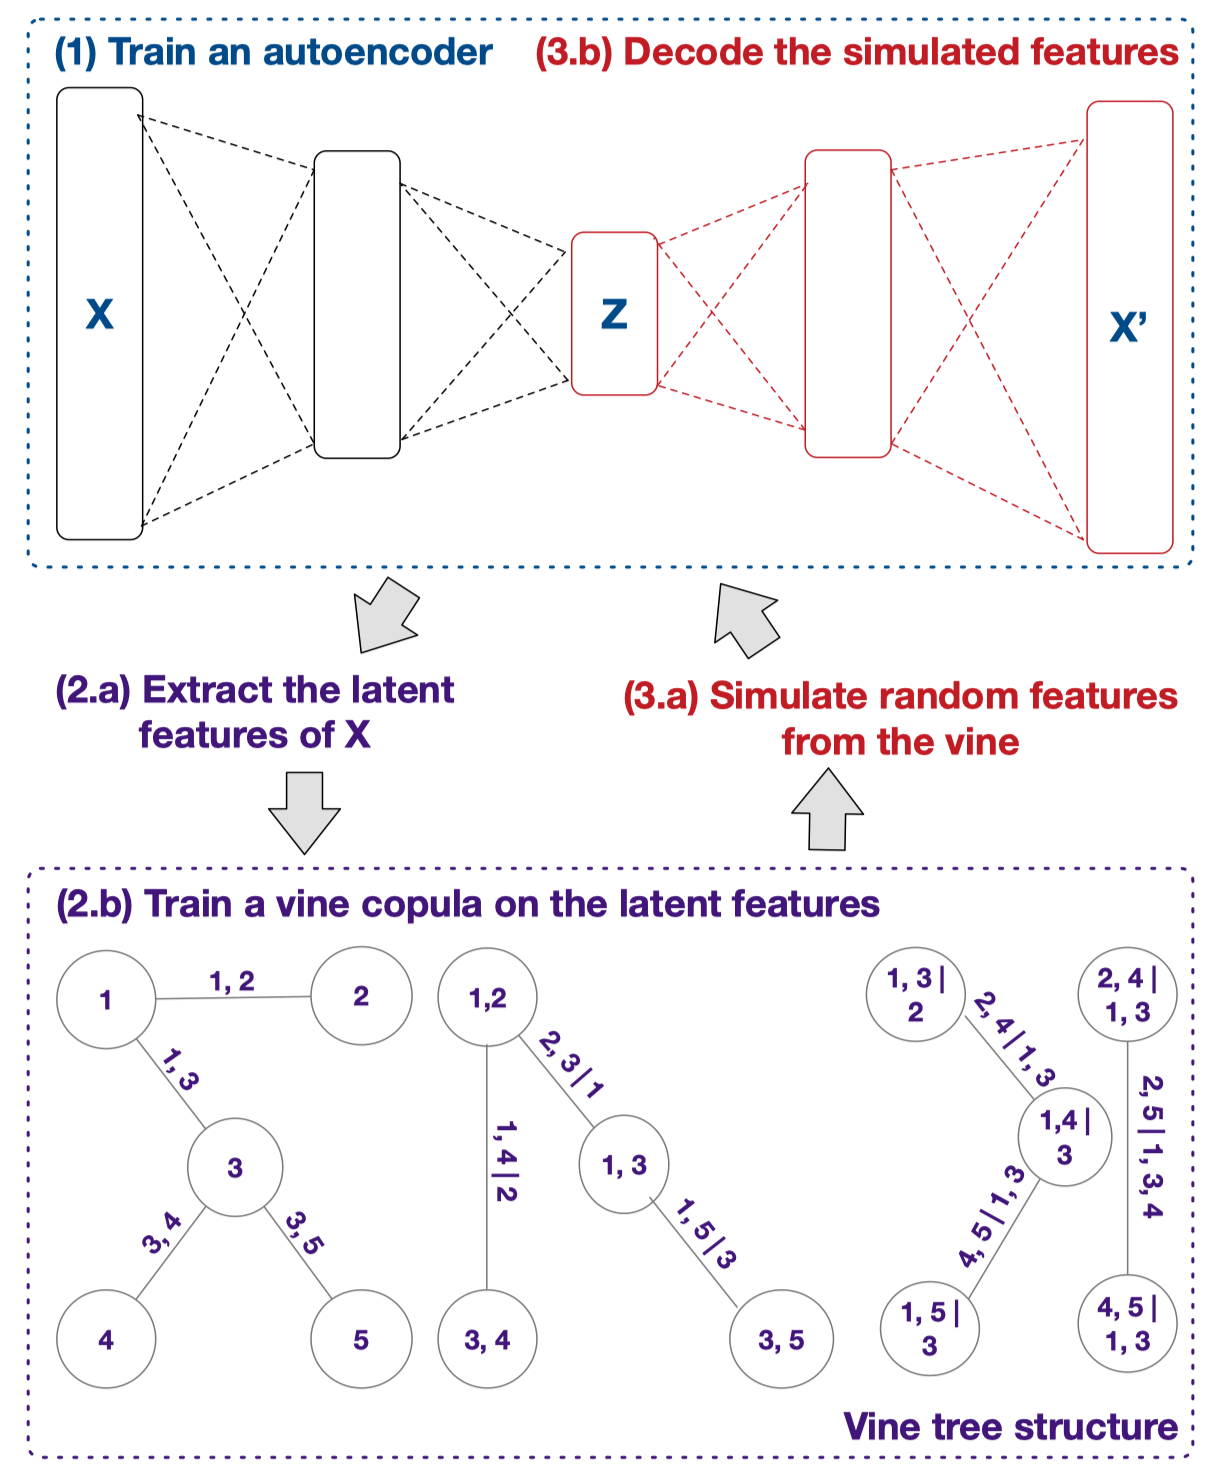 (1) Train an autoencoder
(3.b) Decode the simulated features
X
Z
X’
(2.a) Extract the latent
features of X
(3.a) Simulate random features
from the vine
(2.b) Train a vine copula on the latent features
1
1, 2
2
1, 3
3
3, 4
3, 5
4
5
1,2
2, 3 | 1
1, 4 | 2
1, 3
1, 5 | 3
3, 4
3, 5
1, 3 |
2
2, 4 | 1, 3
1,4 |
3
4, 5 | 1, 3
1, 5 |
3
2, 4 |
1, 3
2, 5 | 1, 3, 4
4, 5 |
1, 3
Vine tree structure